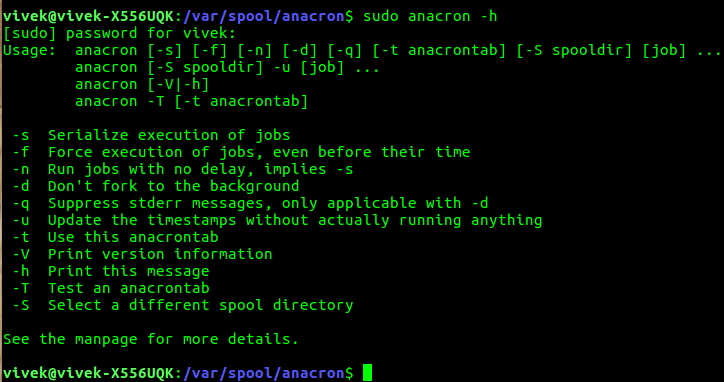 vivek@vivek-X556UQK:/var/spool/anacron$ sudo anacron -h
[sudo] password for vivek:
Usage:  anacron [-s] [-f] [-n] [-d] [-q] [-t anacrontab] [-S spooldir] [job] ...
        anacron [-S spooldir] -u [job] ...
        anacron [-V|-h]
        anacron -T [-t anacrontab]

 -s  Serialize execution of jobs
 -f  Force execution of jobs, even before their time
 -n  Run jobs with no delay, implies -s
 -d  Don't fork to the background
 -q  Suppress stderr messages, only applicable with -d
 -u  Update the timestamps without actually running anything
 -t  Use this anacrontab
 -V  Print version information
 -h  Print this message
 -T  Test an anacrontab
 -S  Select a different spool directory

See the manpage for more details.

vivek@vivek-X556UQK:/var/spool/anacron$